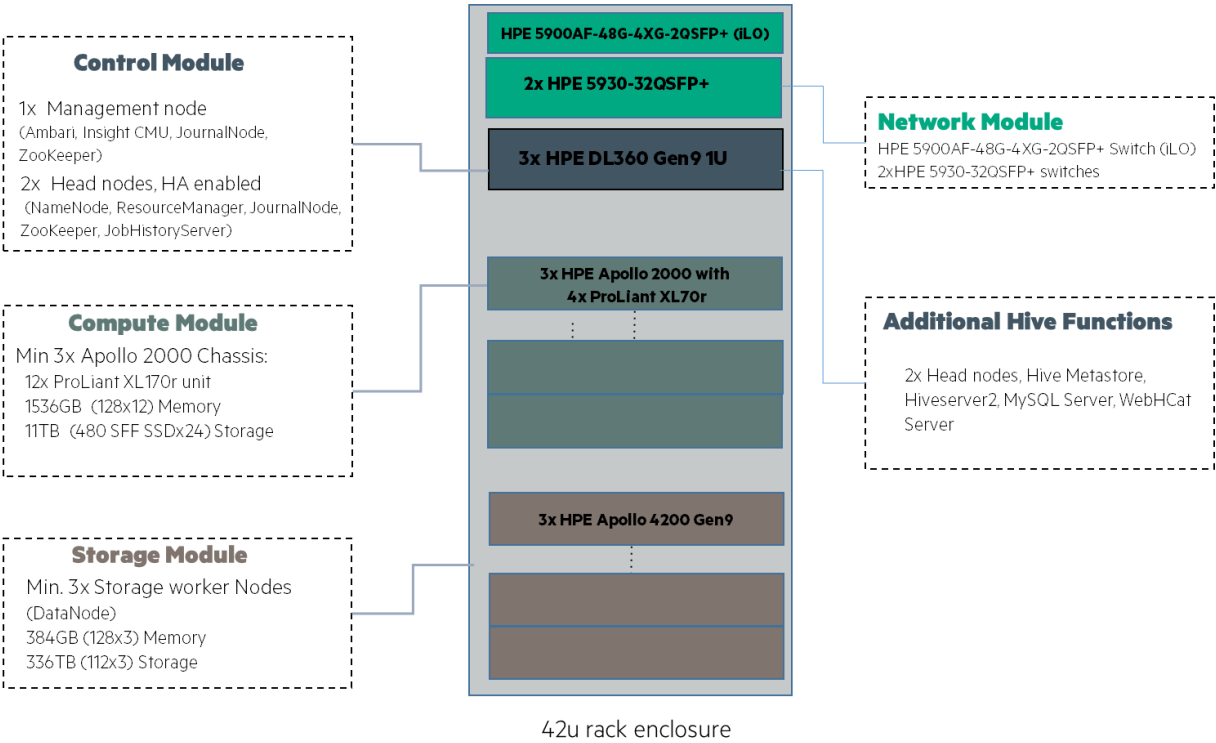 HPE 5900AF-48G-4XG-2QSFP+ (iLO)
2x HPE 5930-32QSFP+
3x HPE DL360 Gen9 1U
3x HPE Apollo 2000 with
4x ProLiant XL70r
3x HPE Apollo 4200 Gen9
42u rack enclosure
Control Module
1x Management node
(Ambari, Insight CMU, JournalNode,
ZooKeeper)
2x Head nodes, HA enabled
(NameNode, ResourceManager, JournalNode,
ZooKeeper, JobHistoryServer)
Compute Module
Min 3x Apollo 2000 Chassis:
12x ProLiant XL170r unit
1536GB (128x12) Memory
11TB (480 SFF SSDx24) Storage
Storage Module
Min. 3x Storage worker Nodes
(DataNode)
384GB (128x3) Memory
336TB (112x3) Storage
Network Module
HPE 5900AF-48G-4XG-2QSFP+ Switch (iLO)
2xHPE 5930-32QSFP+ switches
Additional Hive Functions
2x Head nodes, Hive Metastore,
Hiveserver2, MySQL Server, WebHCat
Server